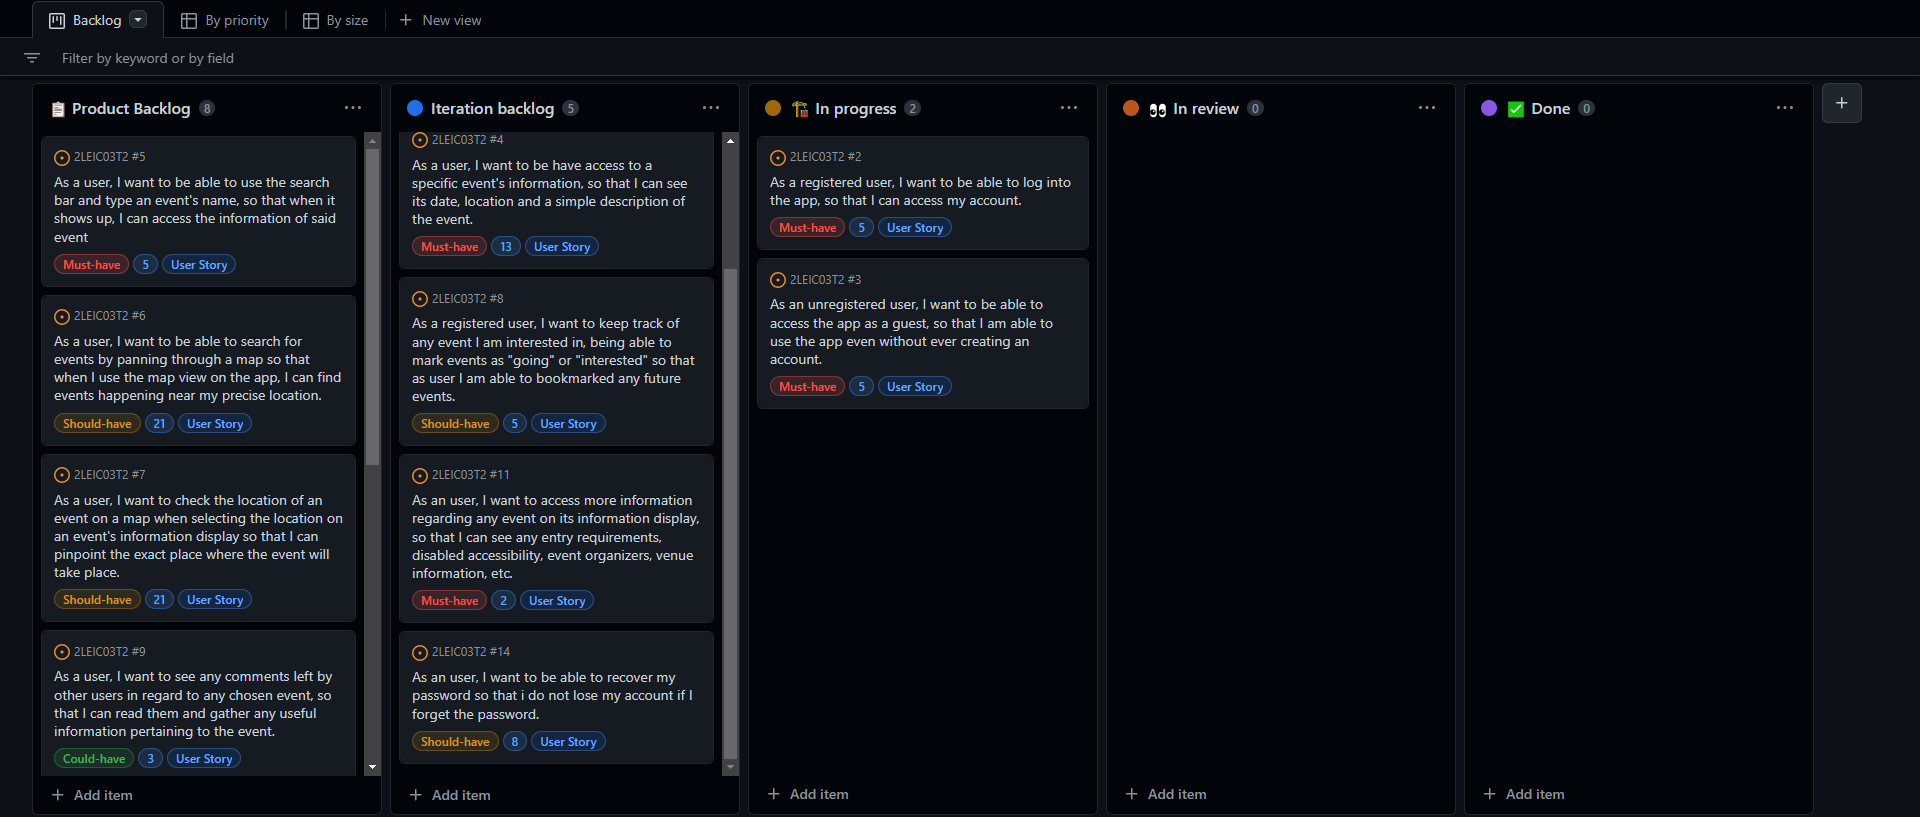 Backlog
By priority
By size
New view
Filter by keyword or by field
Product Backlog 8
2LEIC03T2 #5
As a user, I want to be able to use the search
bar and type an event's name, so that when it
shows up, I can access the information of said
event
Must-have 5 User Story
2LEIC03T2 #6
As a user, I want to be able to search for
events by panning through a map so that
when I use the map view on the app, I can find
events happening near my precise location.
Should-have 21 User Story
2LEIC03T2 #7
As a user, I want to check the location of an
event on a map when selecting the location on
an event's information display so that I can
pinpoint the exact place where the event will
take place.
Should-have 21 User Story
2LEIC03T2 #9
As a user, I want to see any comments left by
other users in regard to any chosen event, so
that I can read them and gather any useful
information pertaining to the event.
Could-have 3 User Story
Add item
Iteration backlog 5
2LEIC03T2 #4
As a user, I want to be have access to a
specific event's information, so that I can see
its date, location and a simple description of
the event.
Must-have 13 User Story
2LEIC03T2 #8
As a registered user, I want to keep track of
any event I am interested in, being able to
mark events as "going" or "interested" so that
as user I am able to bookmarked any future
events.
Should-have 5 User Story
2LEIC03T2 #11
As an user, I want to access more information
regarding any event on its information display,
so that I can see any entry requirements,
disabled accessibility, event organizers, venue
information, etc.
Must-have 2 User Story
2LEIC03T2 #14
As an user, I want to be able to recover my
password so that i do not lose my account if I
forget the password.
Should-have 8 User Story
Add item
In progress 2
2LEIC03T2 #2
As a registered user, I want to be able to log into
the app, so that I can access my account.
Must-have 5 User Story
2LEIC03T2 #3
As an unregistered user, I want to be able to
access the app as a guest, so that I am able to
use the app even without ever creating an
account.
Must-have 5 User Story
Add item
In review 0
Add item
Done 0
Add item